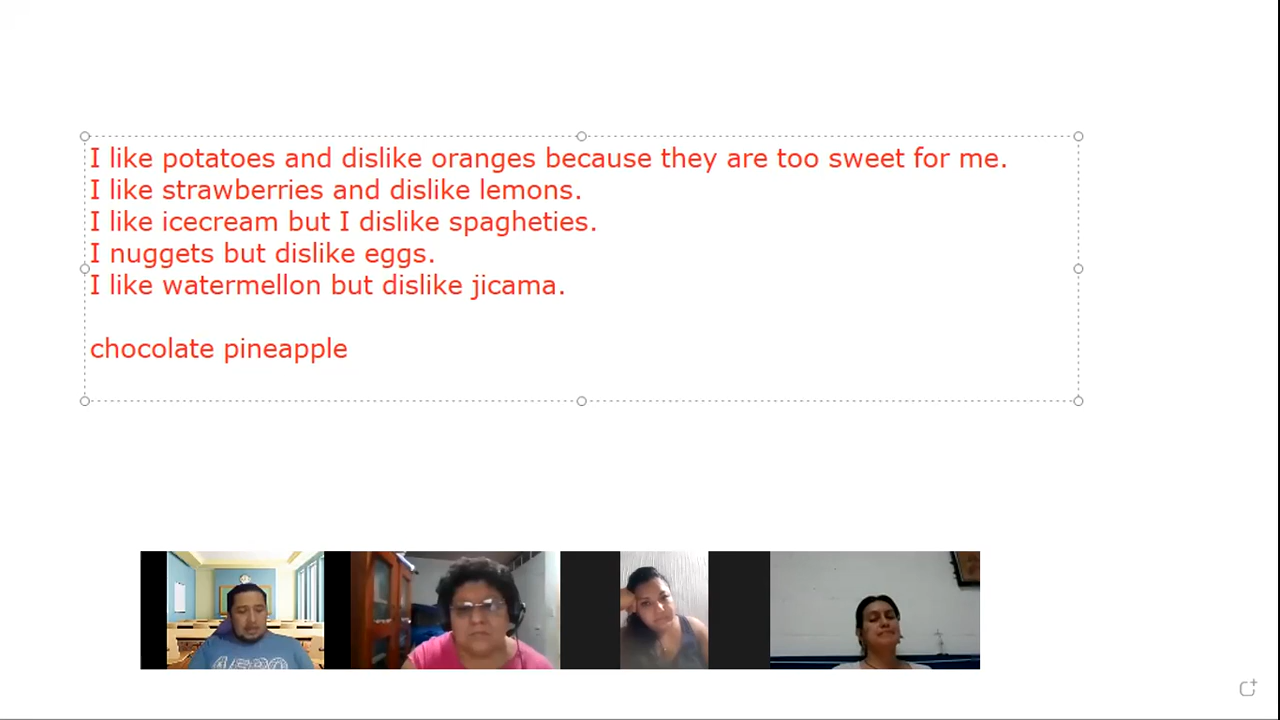 I like potatoes and dislike oranges because they are too sweet for me.
I like strawberries and dislike lemons.
I like icecream but I dislike spagheties.
I nuggets but dislike eggs.
I like watermellon but dislike jicama.
chocolate pineapple